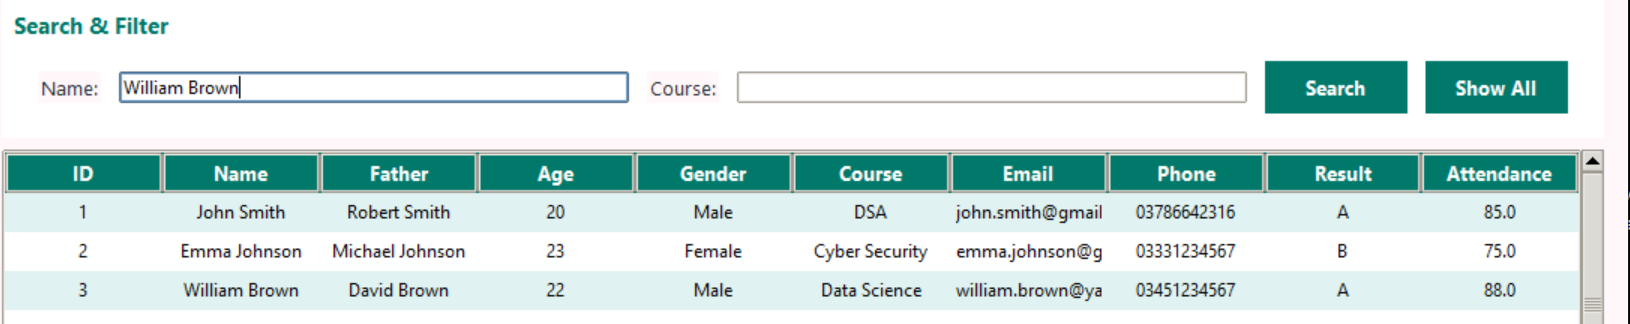 Search & Filter
Name: William Brown Course: Search Show All
ID Name Father Age Gender Course Email Phone Result Attendance
1 John Smith Robert Smith 20 Male DSA john.smith@gmail 03786642316 A 85.0
2 Emma Johnson Michael Johnson 23 Female Cyber Security emma.johnson@g 03331234567 B 75.0
3 William Brown David Brown 22 Male Data Science william.brown@ya 03451234567 A 88.0